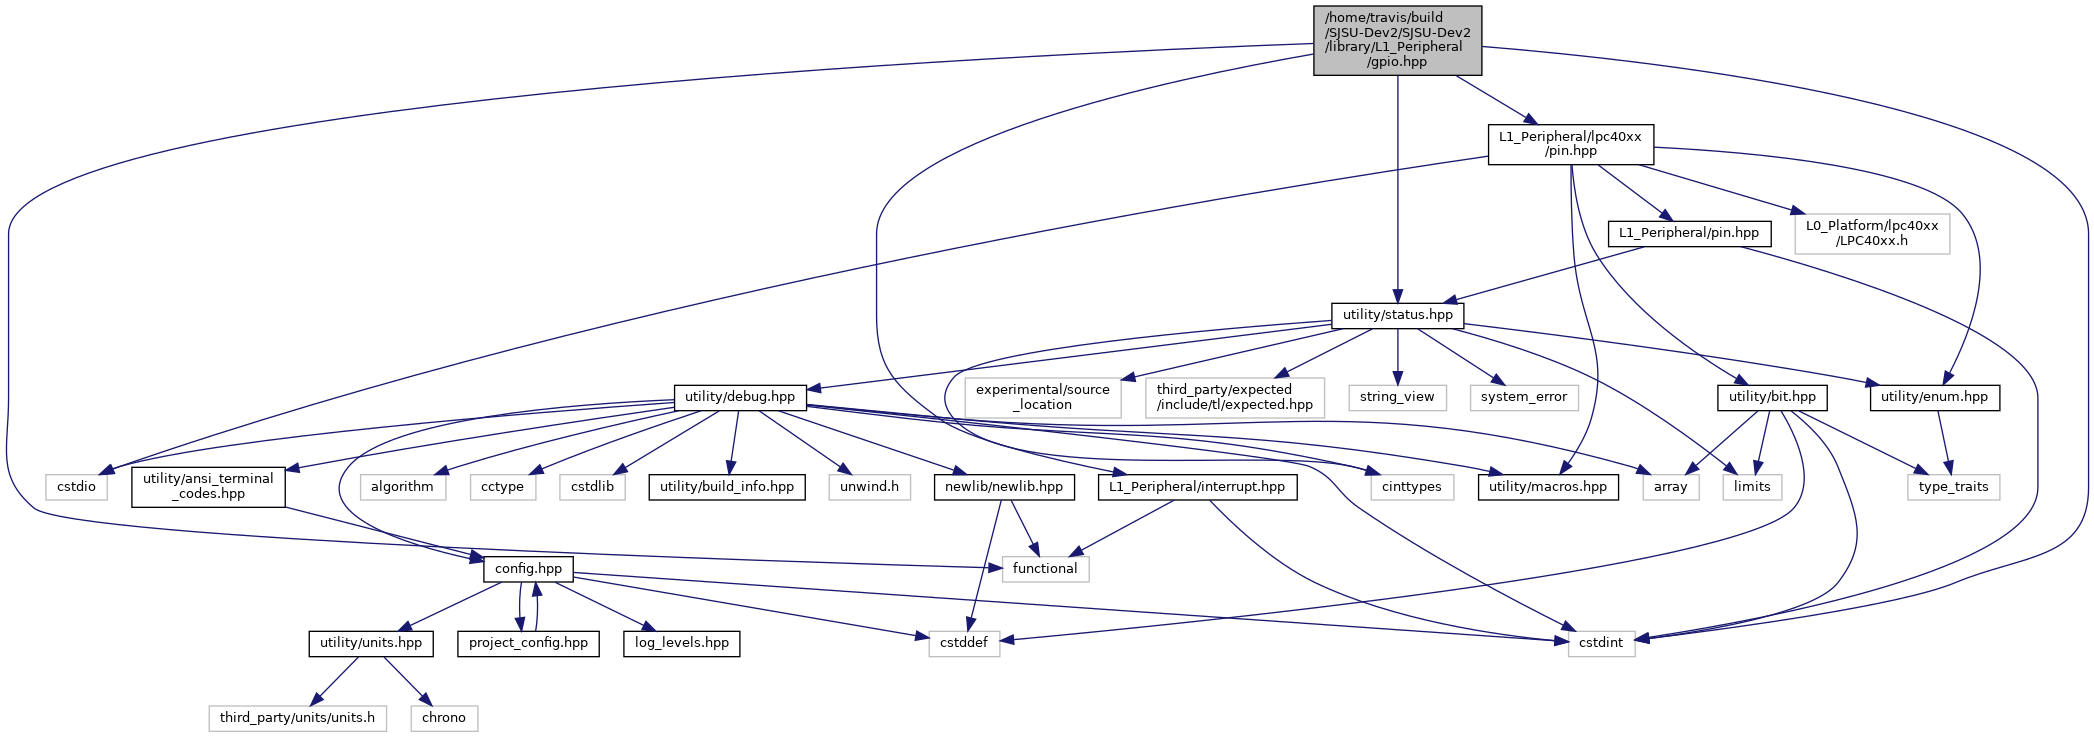 /home/travis/build
/SJSU-Dev2/SJSU-Dev2
/library/L1_Peripheral
/gpio.hpp
L1_Peripheral/lpc40xx
/pin.hpp
L1_Peripheral/pin.hpp
L0_Platform/lpc40xx
/LPC40xx.h
utility/status.hpp
utility/debug.hpp
experimental/source
_location
third_party/expected
/include/tl/expected.hpp
string_view
system_error
utility/bit.hpp
utility/enum.hpp
cstdio
utility/ansi_terminal
_codes.hpp
algorithm
cctype
cstdlib
utility/build_info.hpp
unwind.h
newlib/newlib.hpp
L1_Peripheral/interrupt.hpp
cinttypes
utility/macros.hpp
array
limits
type_traits
config.hpp
functional
utility/units.hpp
project_config.hpp
log_levels.hpp
cstddef
cstdint
third_party/units/units.h
chrono